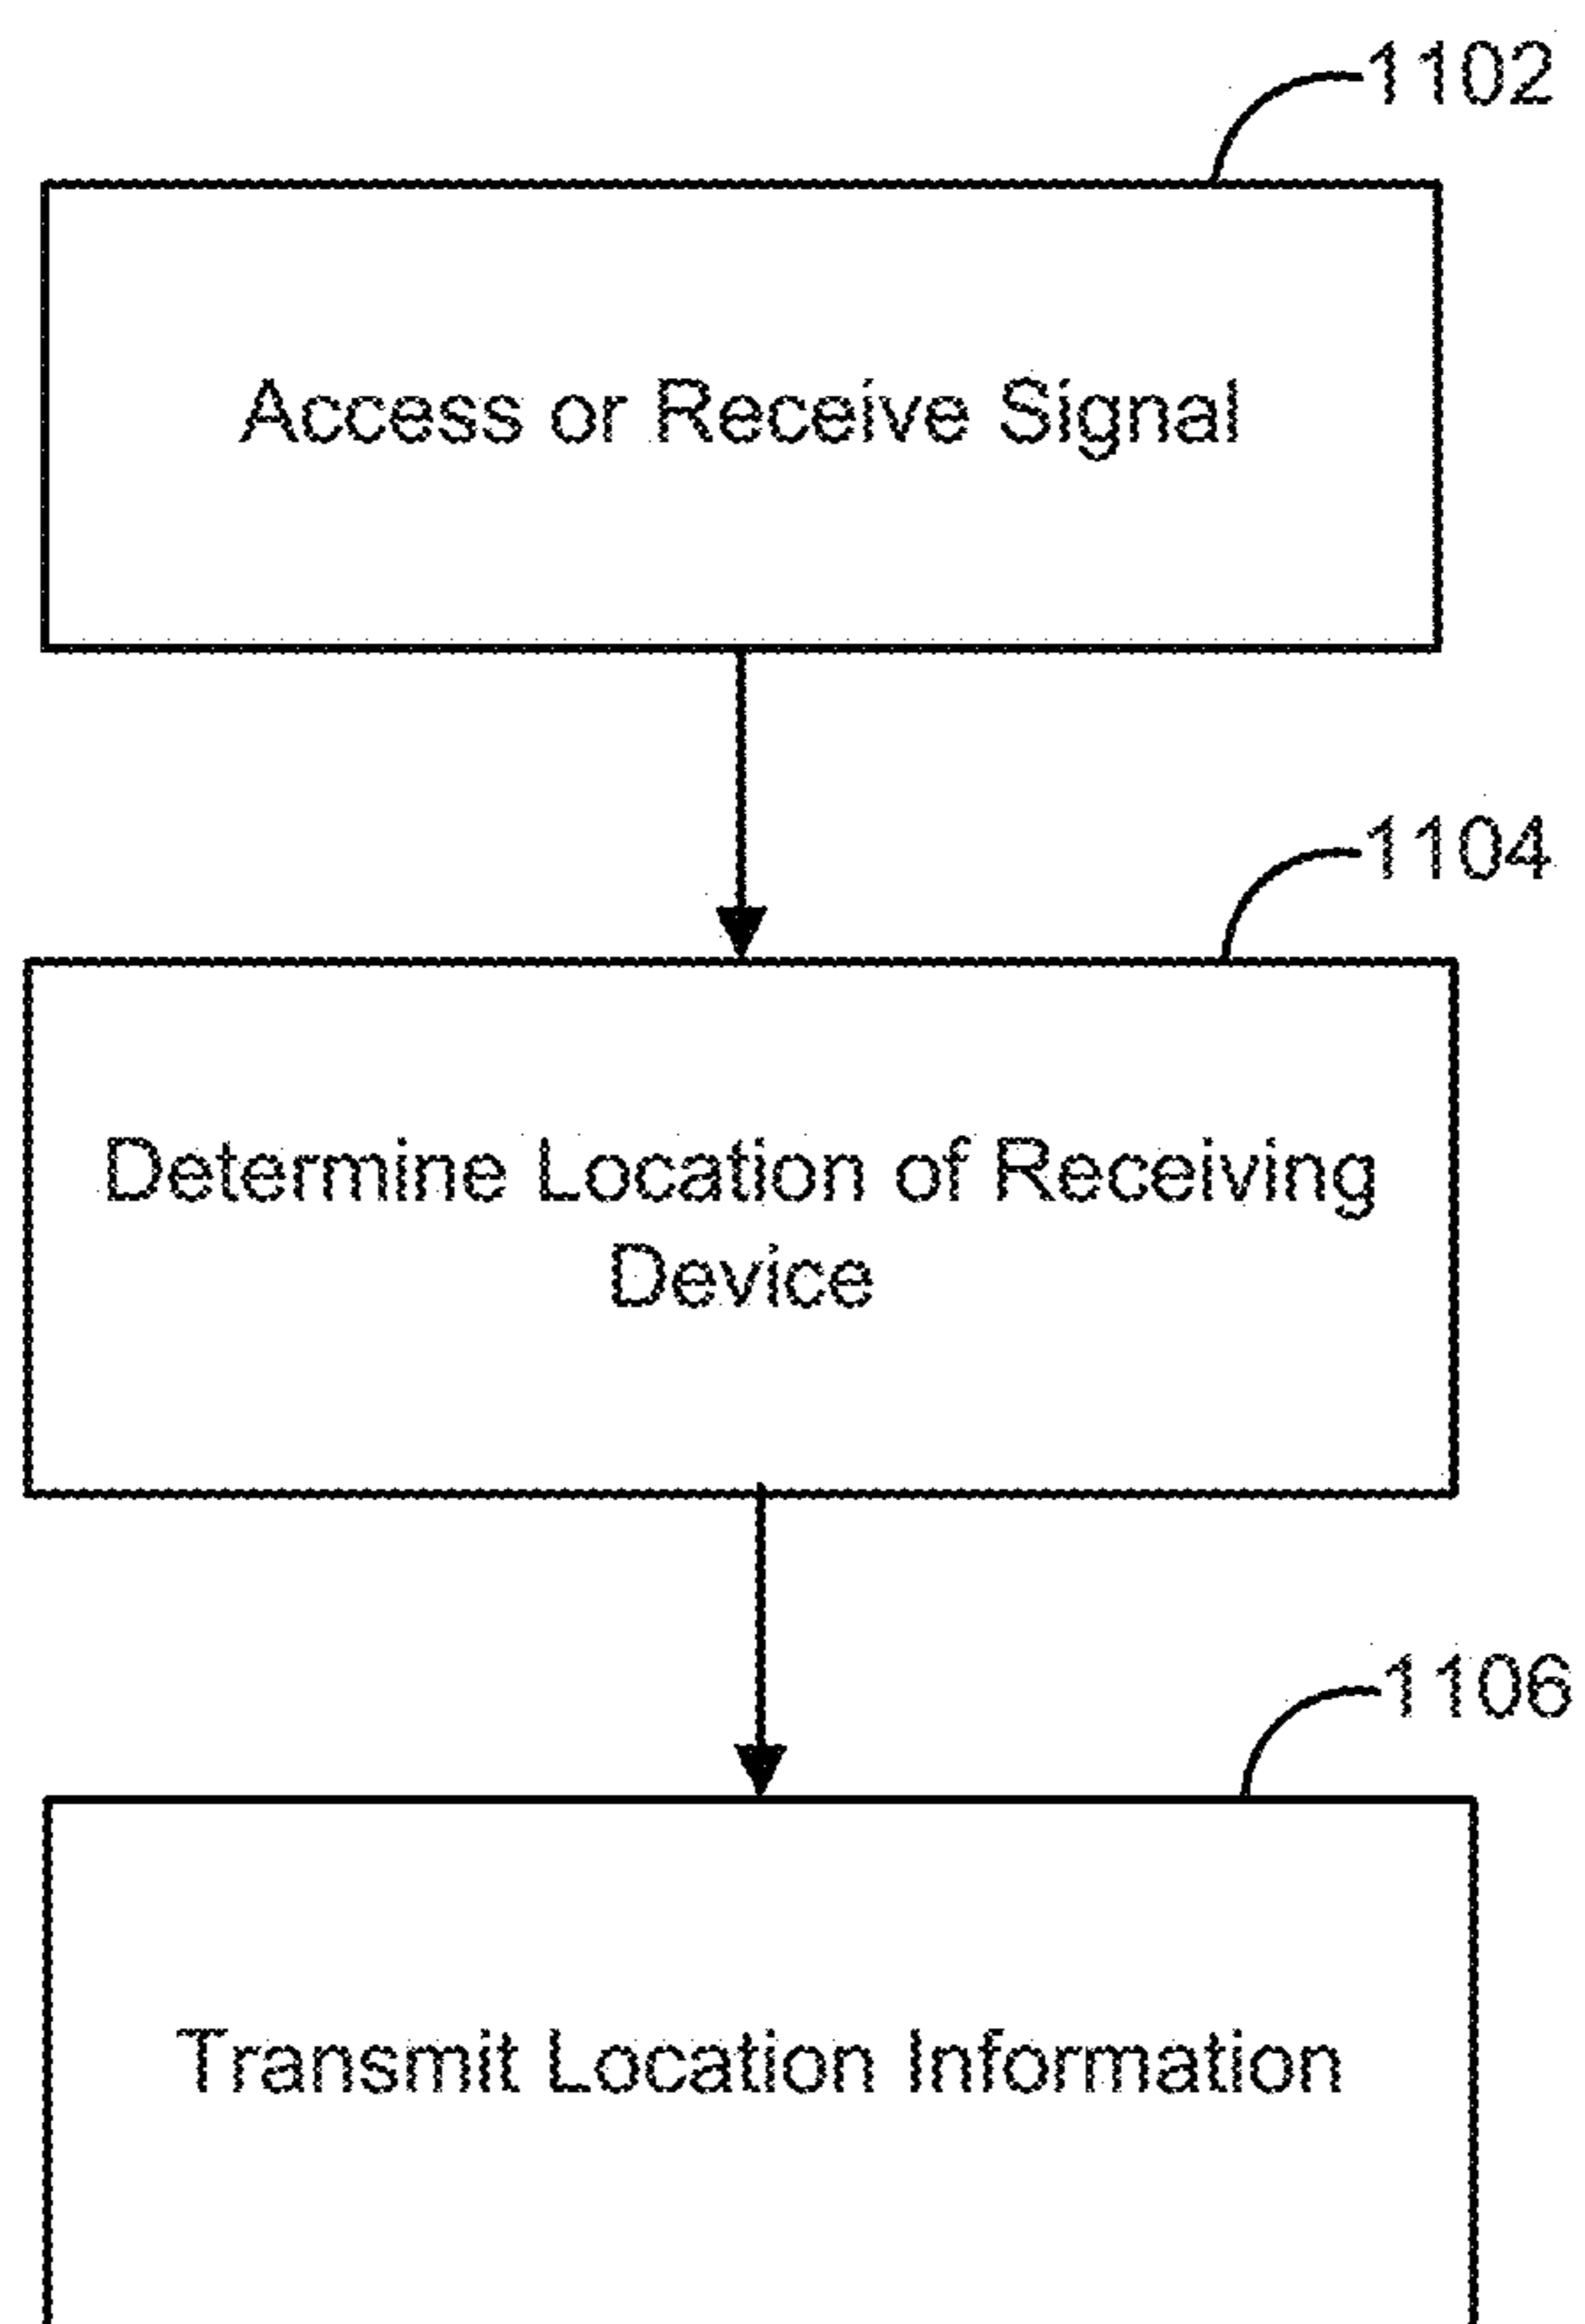 1102
Access or Receive Signal
1104
Determine Location of Receiving
Device
1106
Transmit Location Information